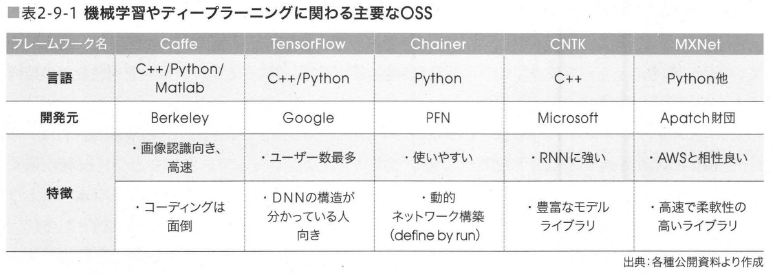 ■表2-9-1 機械学習やディープラーニングに関わる主要なOSS
フレームワーク名 Caffe TensorFlow Chainer CNTK MXNet
言語 C++/Python/Matlab C++/Python Python C++ Python他
開発元 Berkeley Google PFN Microsoft Apatch財団
特徴
・画像認識向き、高速 ・ユーザー数最多 ・使いやすい ・RNNに強い ・AWSと相性良い
・コーディングは面倒 ・DNNの構造が分かっている人向き ・動的ネットワーク構築(define by run) ・豊富なモデルライブラリ ・高速で柔軟性の高いライブラリ
出典:各種公開資料より作成